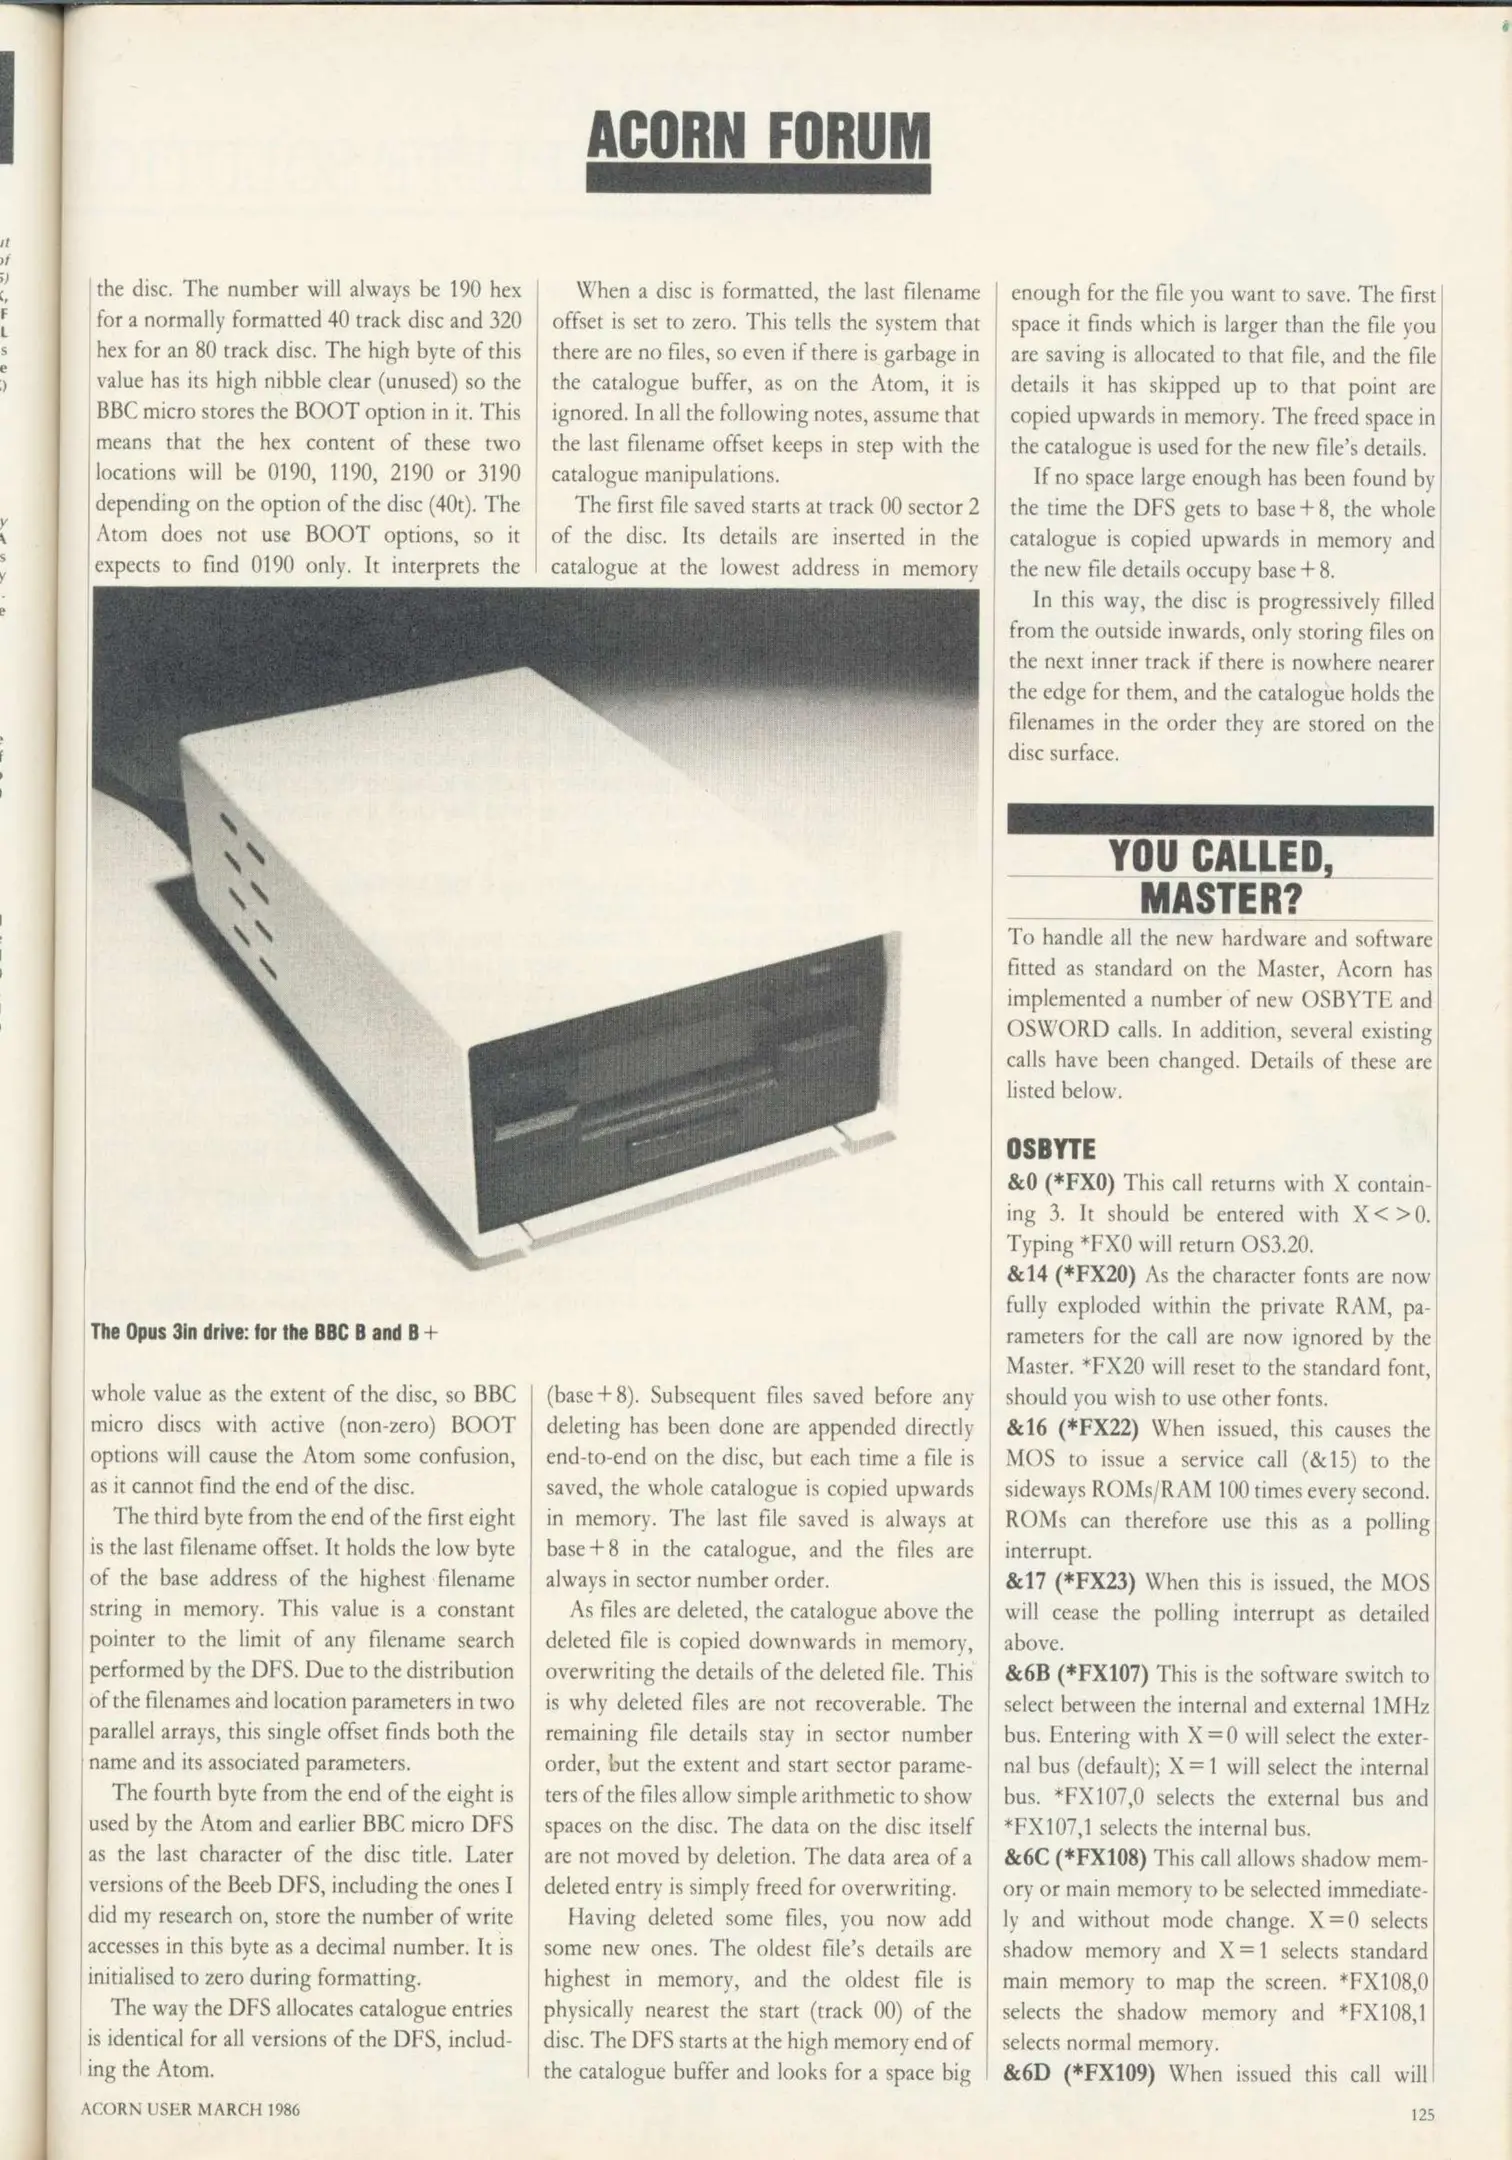 ACORN FORUM
the disc. The number will always be 190 hex
for a normally formatted 40 track disc and 320
hex for an 80 track disc. The high byte of this
value has its high nibble clear (unused) so the
BBC micro stores the BOOT option in it. This
means that the hex content of these two
locations will be 0190, 1190, 2190 or 3190
depending on the option of the disc (40t). The
Atom does not use BOOT options, so it
expects to find 0190 only. It interprets the
The Opus 3in drive: for the BBC B and B+
whole value as the extent of the disc, so BBC
micro discs with active (non-zero) BOOT
options will cause the Atom some confusion,
as it cannot find the end of the disc.
The third byte from the end of the first eight
is the last filename offset. It holds the low byte
of the base address of the highest filename
string in memory. This value is a constant
pointer to the limit of any filename search
performed by the DFS. Due to the distribution
of the filenames and location parameters in two
parallel arrays, this single offset finds both the
name and its associated parameters.
The fourth byte from the end of the eight is
used by the Atom and earlier BBC micro DFS
as the last character of the disc title. Later
versions of the Beeb DFS, including the ones I
did my research on, store the number of write
accesses in this byte as a decimal number. It is
initialised to zero during formatting.
The way the DFS allocates catalogue entries
is identical for all versions of the DFS, includ-
ing the Atom.
When a disc is formatted, the last filename
offset is set to zero. This tells the system that
there are no files, so even if there is garbage in
the catalogue buffer, as on the Atom, it is
ignored. In all the following notes, assume that
the last filename offset keeps in step with the
catalogue manipulations.
The first file saved starts at track 00 sector 2
of the disc. Its details are inserted in the
catalogue at the lowest address in memory
(base+8). Subsequent files saved before any
deleting has been done are appended directly
end-to-end on the disc, but each time a file is
saved, the whole catalogue is copied upwards
in memory. The last file saved is always at
base+8 in the catalogue, and the files are
always in sector number order.
As files are deleted, the catalogue above the
deleted file is copied downwards in memory,
overwriting the details of the deleted file. This
is why deleted files are not recoverable. The
remaining file details stay in sector number
order, but the extent and start sector parame-
ters of the files allow simple arithmetic to show
spaces on the disc. The data on the disc itself
are not moved by deletion. The data area of a
deleted entry is simply freed for overwriting.
Having deleted some files, you now add
some new ones. The oldest file's details are
highest in memory, and the oldest file is
physically nearest the start (track 00) of the
disc. The DFS starts at the high memory end of
the catalogue buffer and looks for a space big
enough for the file you want to save. The first
space it finds which is larger than the file you
are saving is allocated to that file, and the file
details it has skipped up to that point are
copied upwards in memory. The freed space in
the catalogue is used for the new file's details.
If no space large enough has been found by
the time the DFS gets to base+8, the whole
catalogue is copied upwards in memory and
the new file details occupy base+8.
In this way, the disc is progressively filled
from the outside inwards, only storing files on
the next inner track if there is nowhere nearer
the edge for them, and the catalogue holds the
filenames in the order they are stored on the
disc surface.
YOU CALLED,
MASTER?
To handle all the new hardware and software
fitted as standard on the Master, Acorn has
implemented a number of new OSBYTE and
OSWORD calls. In addition, several existing
calls have been changed. Details of these are
listed below.
OSBYTE
&0 (*FX0) This call returns with X contain-
ing 3. It should be entered with X< >0.
Typing *FX0 will return OS3.20.
&14 (*FX20) As the character fonts are now
fully exploded within the private RAM, pa-
rameters for the call are now ignored by the
Master. *FX20 will reset to the standard font,
should you wish to use other fonts.
&16 (*FX22) When issued, this causes the
MOS to issue a service call (&15) to the
sideways ROMs/RAM 100 times every second.
ROMs can therefore use this as a polling
interrupt.
&17 (*FX23) When this is issued, the MOS
will cease the polling interrupt as detailed
above.
&6B (*FX107) This is the software switch to
select between the internal and external 1MHz
bus. Entering with X=0 will select the exter-
nal bus (default); X=1 will select the internal
bus. *FX107,0 selects the external bus and
*FX107,1 selects the internal bus.
&6C (*FX108) This call allows shadow mem-
ory or main memory to be selected immediate-
ly and without mode change. X=0 selects
shadow memory and X=1 selects standard
main memory to map the screen. *FX108,0
selects the shadow memory and *FX108,1
selects normal memory.
&6D (*FX109) When issued this call will
ACORN USER MARCH 1986
125